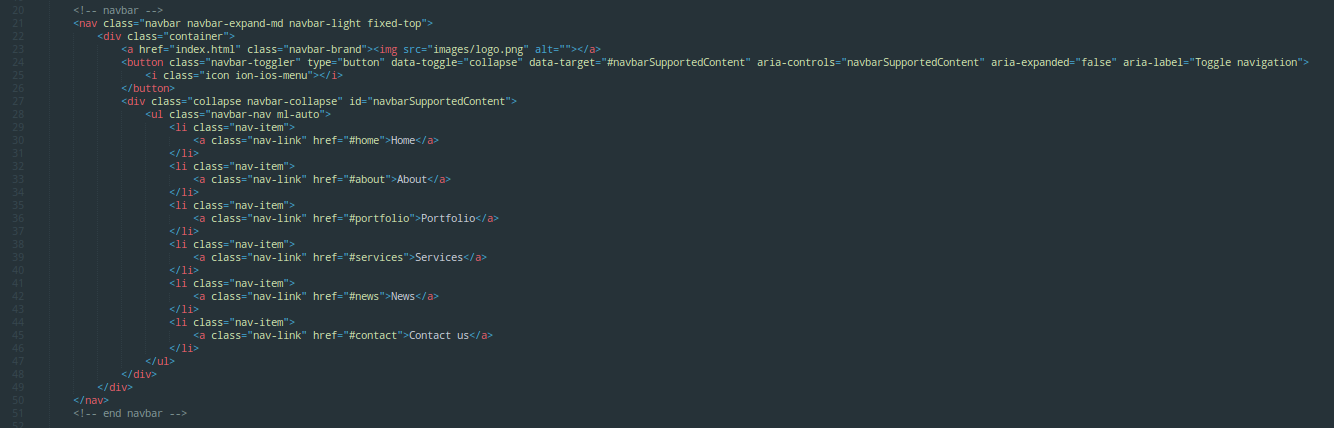 20 <!-- navbar -->
21 <nav class="navbar navbar-expand-md navbar-light fixed-top">
22 <div class="container">
23 <a href="index.html" class="navbar-brand"><img src="images/logo.png" alt=""></a>
24 <button class="navbar-toggler" type="button" data-toggle="collapse" data-target="#navbarSupportedContent" aria-controls="navbarSupportedContent" aria-expanded="false" aria-label="Toggle navigation">
25 <i class="icon ion-ios-menu"></i>
26 </button>
27 <div class="collapse navbar-collapse" id="navbarSupportedContent">
28 <ul class="navbar-nav ml-auto">
29 <li class="nav-item">
30 <a class="nav-link" href="#home">Home</a>
31 </li>
32 <li class="nav-item">
33 <a class="nav-link" href="#about">About</a>
34 </li>
35 <li class="nav-item">
36 <a class="nav-link" href="#portfolio">Portfolio</a>
37 </li>
38 <li class="nav-item">
39 <a class="nav-link" href="#services">Services</a>
40 </li>
41 <li class="nav-item">
42 <a class="nav-link" href="#news">News</a>
43 </li>
44 <li class="nav-item">
45 <a class="nav-link" href="#contact">Contact us</a>
46 </li>
47 </ul>
48 </div>
49 </div>
50 </nav>
51 <!-- end navbar -->